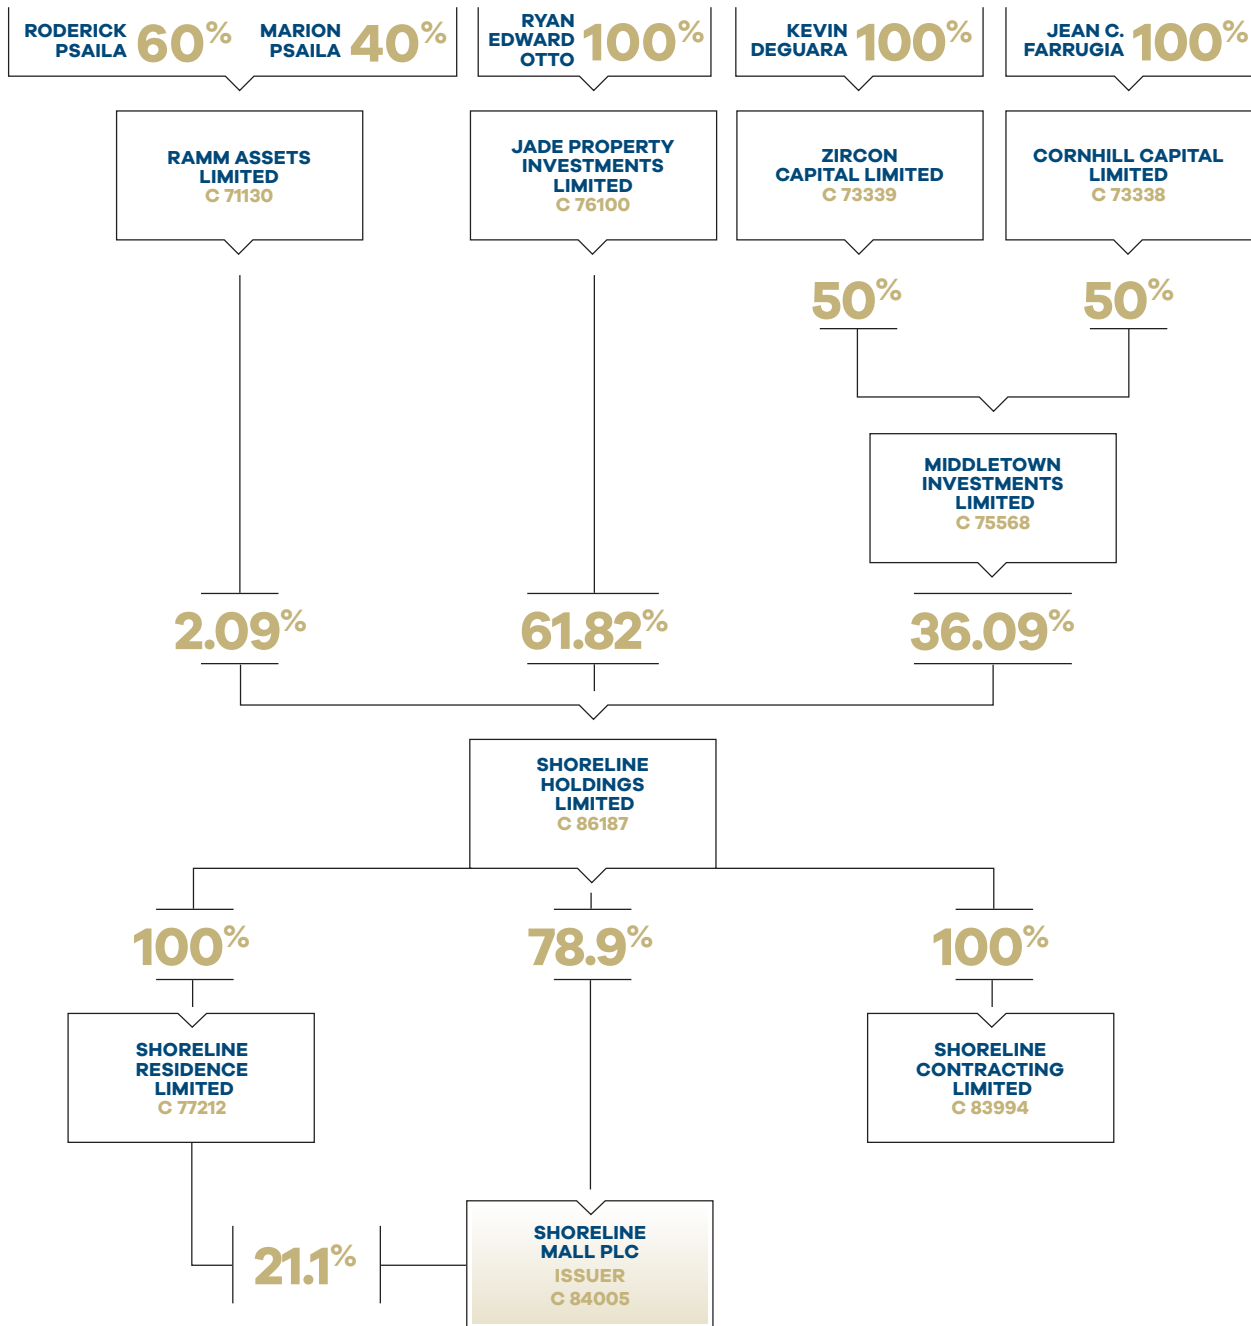 RODERICK
PSAILA
60%
MARION
PSAILA
40%
RYAN
EDWARD
OTTO
100%
KEVIN
DEGUARA
100%
JEAN C.
FARRUGIA
100%
RAMM ASSETS
LIMITED
C 71130
JADE PROPERTY
INVESTMENTS
LIMITED
C 76100
ZIRCON
CAPITAL LIMITED
C 73339
CORNHILL CAPITAL
LIMITED
C 73338
50%
50%
MIDDLETOWN
INVESTMENTS
LIMITED
C 75568
2.09%
61.82%
36.09%
SHORELINE
HOLDINGS
LIMITED
C 86187
100%
78.9%
100%
SHORELINE
RESIDENCE
LIMITED
C 77212
SHORELINE
CONTRACTING
LIMITED
C 83994
21.1%
SHORELINE
MALL PLC
ISSUER
C 84005